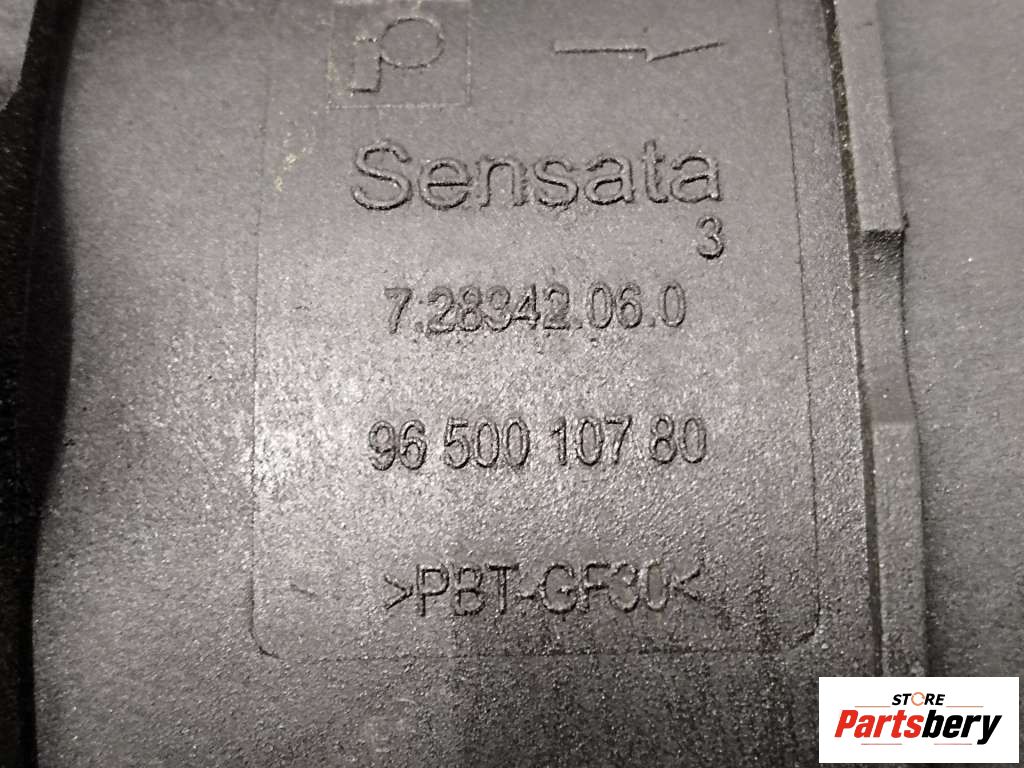 Sensata
3
7.28342.06.0
96 500 107 80
>PBT-GF30<
STORE
Partsbery